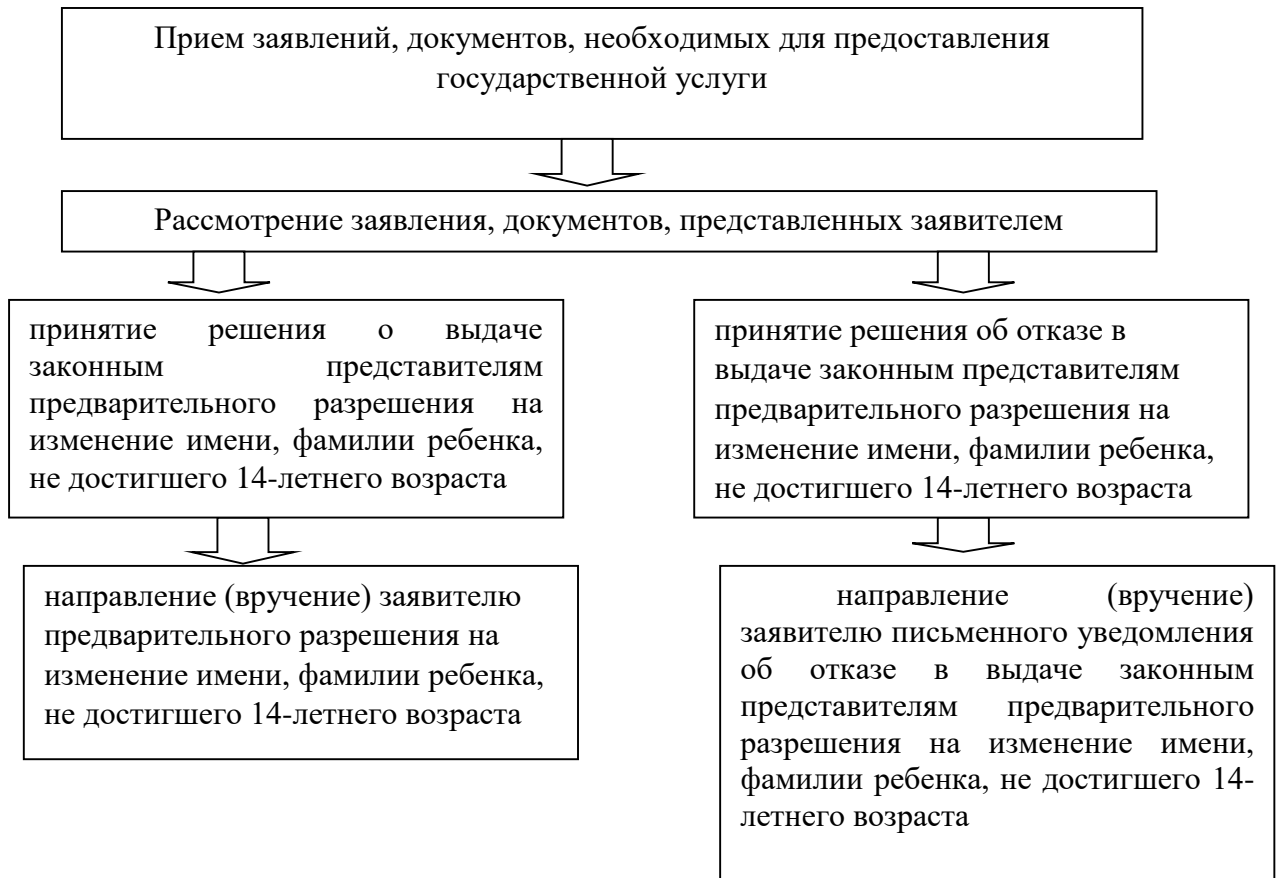 Прием заявлений, документов, необходимых для предоставления
государственной услуги
Рассмотрение заявления, документов, представленных заявителем
принятие решения о выдаче
законным представителям
предварительного разрешения на
изменение имени, фамилии ребенка,
не достигшего 14-летнего возраста
принятие решения об отказе в
выдаче законным представителям
предварительного разрешения на
изменение имени, фамилии ребенка,
не достигшего 14-летнего возраста
направление (вручение) заявителю
предварительного разрешения на
изменение имени, фамилии ребенка,
не достигшего 14-летнего возраста
направление (вручение)
заявителю письменного уведомления
об отказе в выдаче законным
представителям предварительного
разрешения на изменение имени,
фамилии ребенка, не достигшего 14-
летнего возраста